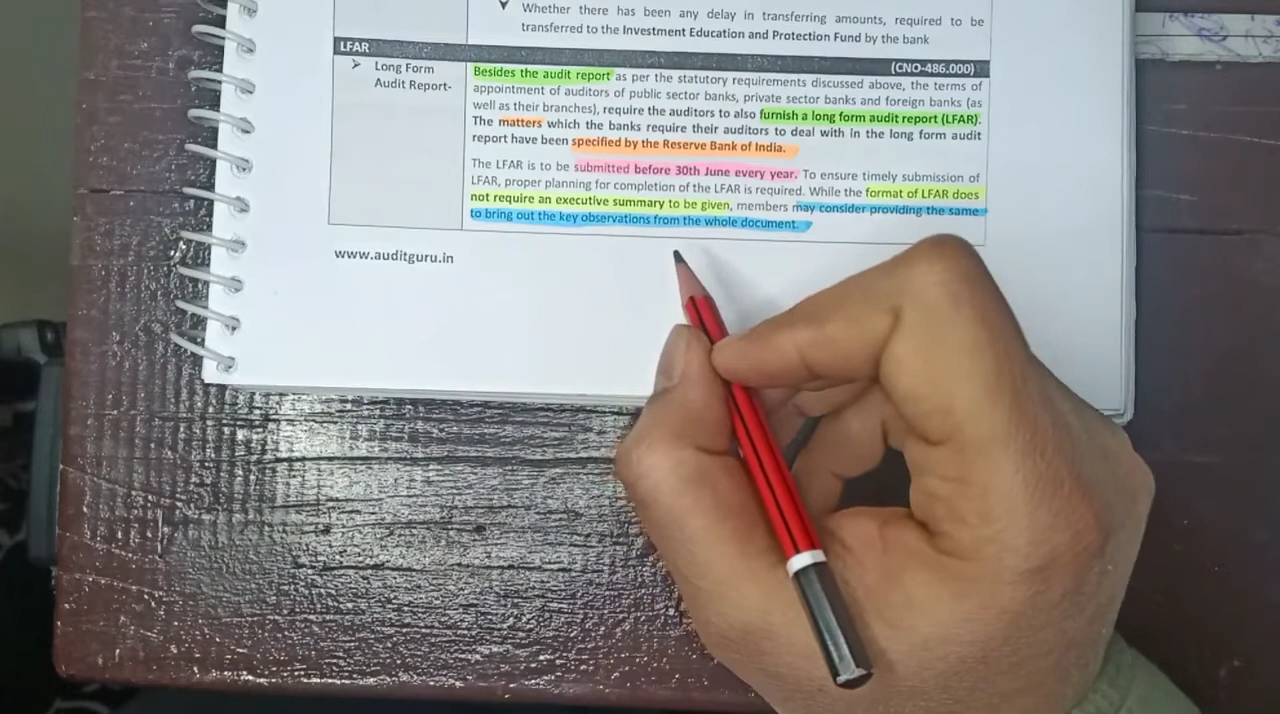 Whether there has been any delay in transferring amounts, required to be
transferred to the Investment Education and Protection Fund by the bank
LFAR
(CNO-486.000)
Long Form
Audit Report-
Besides the audit report as per the statutory requirements discussed above, the terms of
appointment of auditors of public sector banks, private sector banks and foreign banks (as
well as their branches), require the auditors to also furnish a long form audit report (LFAR).
The matters which the banks require their auditors to deal with in the long form audit
report have been specified by the Reserve Bank of India.
The LFAR is to be submitted before 30th June every year. To ensure timely submission of
LFAR, proper planning for completion of the LFAR is required. While the format of LFAR does
not require an executive summary to be given, members may consider providing the same
to bring out the key observations from the whole document.
www.auditguru.in